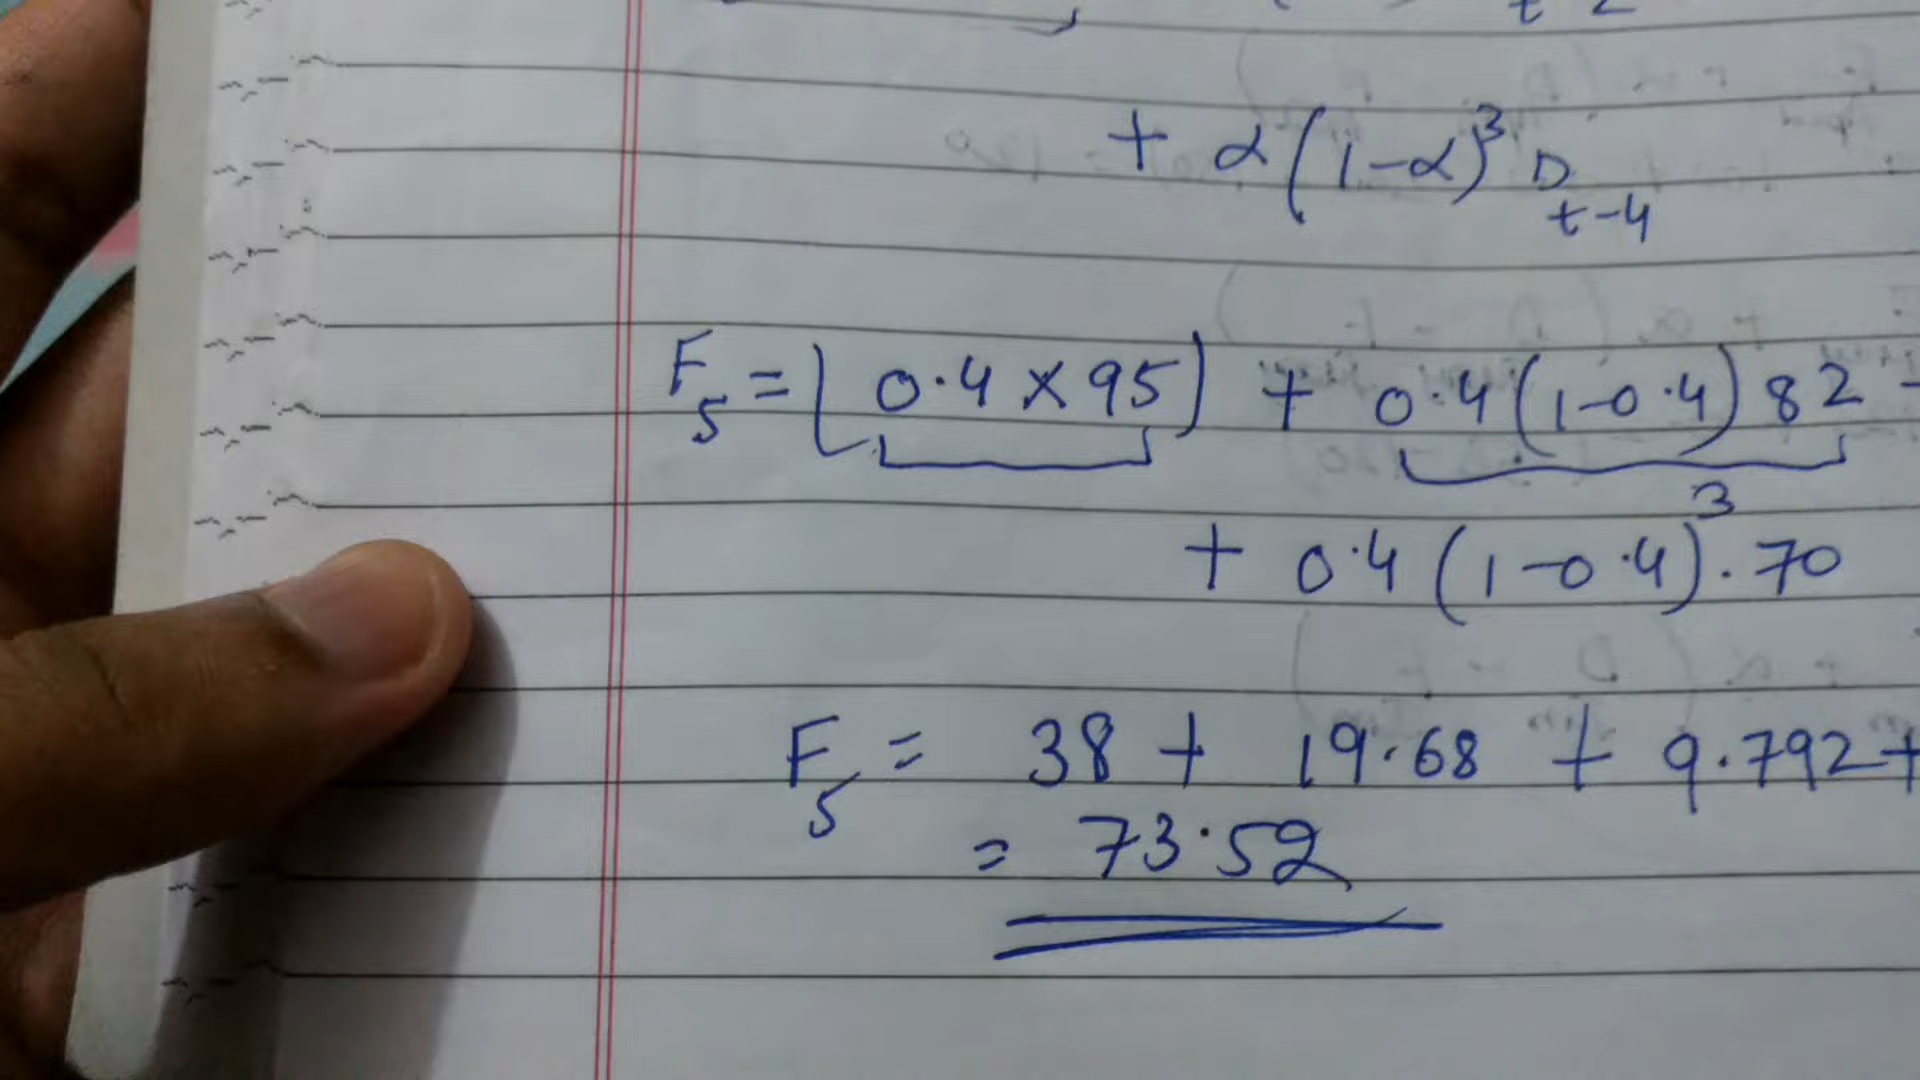 + α(1-α)³ D t-4
F5 = [0.4 × 95] + 0.4(1-0.4) 82
+ 0.4(1-0.4)³ . 70
F5 = 38 + 19.68 + 9.792 +
= 73.52